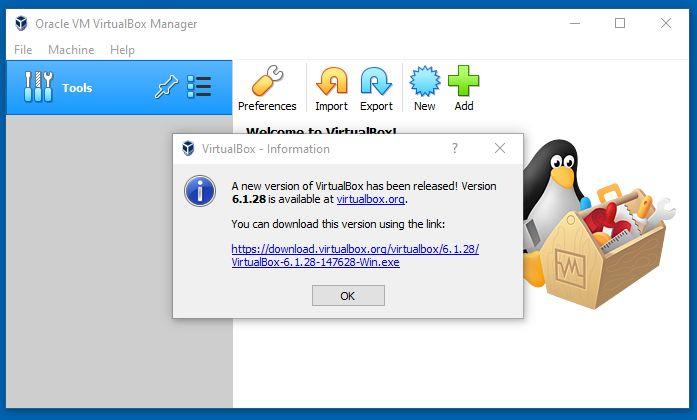 Oracle VM VirtualBox Manager
File Machine Help
Tools
Preferences Import Export New Add
Welcome to VirtualBox!
VirtualBox - Information ?
A new version of VirtualBox has been released! Version
6.1.28 is available at virtualbox.org.
You can download this version using the link:
https://download.virtualbox.org/virtualbox/6.1.28/
VirtualBox-6.1.28-147628-Win.exe
OK